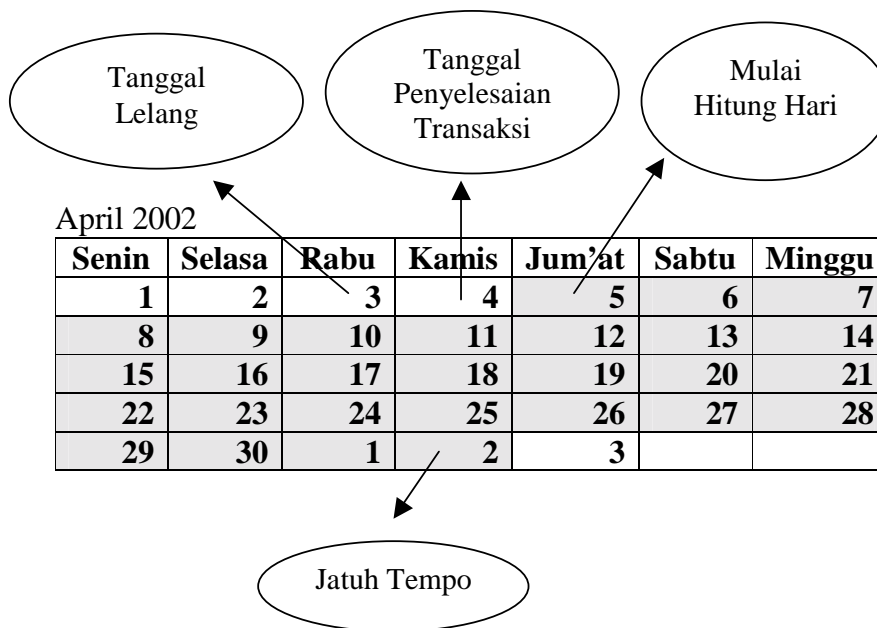 Tanggal
Lelang
Tanggal
Penyelesaian
Transaksi
Mulai
Hitung Hari
April 2002
Senin Selasa Rabu Kamis Jum'at Sabtu Minggu
1 2 3 4 5 6 7
8 9 10 11 12 13 14
15 16 17 18 19 20 21
22 23 24 25 26 27 28
29 30 1 2 3
Jatuh Tempo